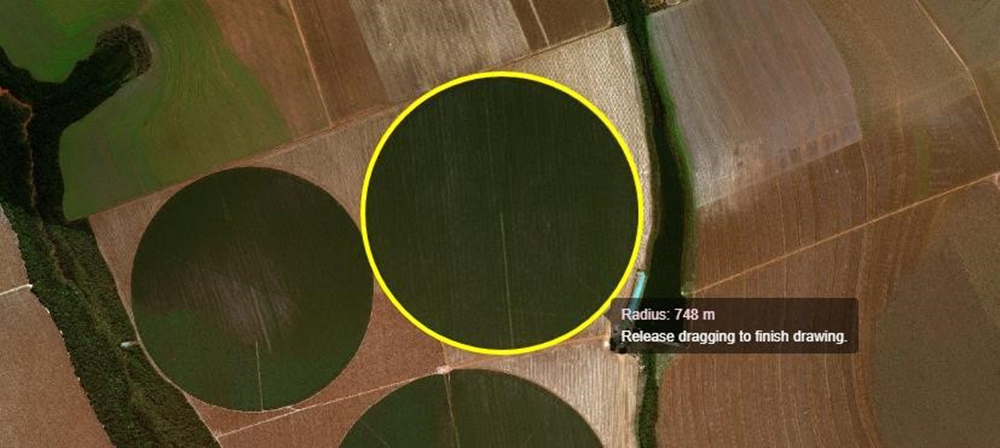 Radius: 748 m
Release dragging to finish drawing.